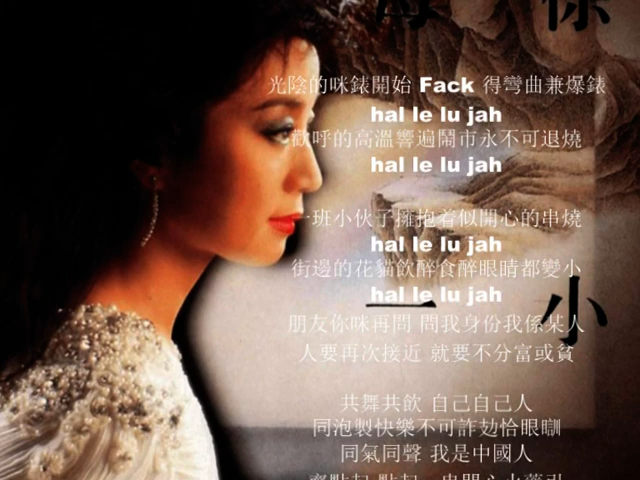 係
光陰的咪錶開始 Fack 得彎曲兼爆錶
hal le lu jah
歡呼的高溫響遍鬧市永不可退燒
hal le lu jah
一班小伙子擁抱着似開心的串燒
hal le lu jah
街邊的花貓飲醉食醉眼睛都變小
hal le lu jah
一 小
朋友你咪再問 問我身份我係某人
人要再次接近 就要不分富或貧
共舞共飲 自己自己人
同泡製快樂不可詐攰恰眼瞓
同氣同聲 我是中國人